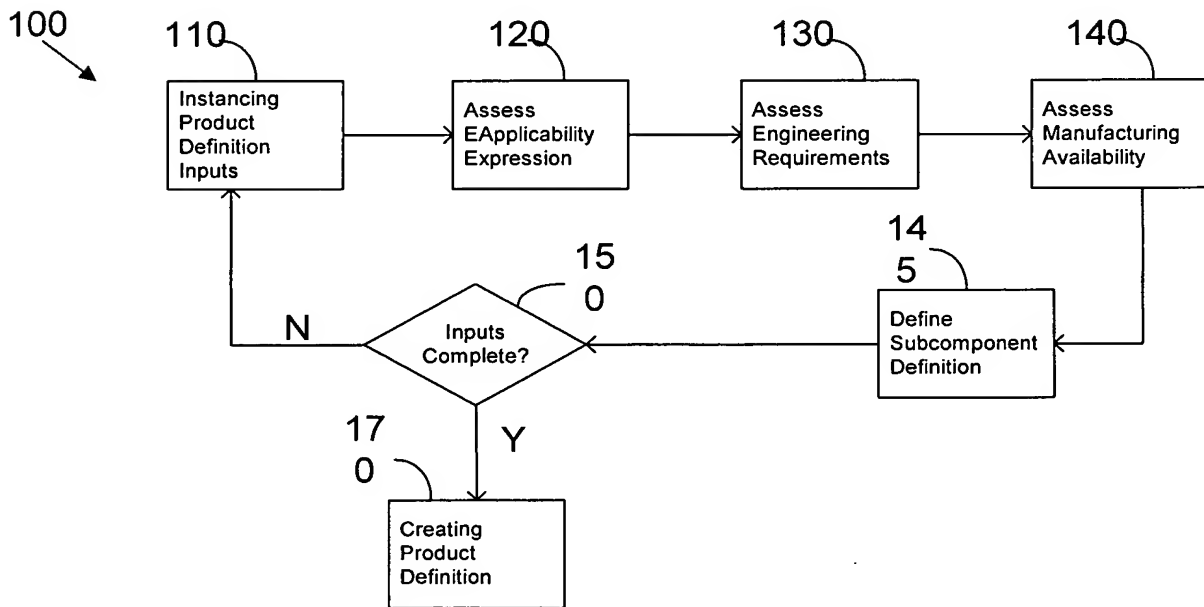 100
110
120
130
140
Instancing
Product
Definition
Inputs
Assess
EApplicability
Expression
Assess
Engineering
Requirements
Assess
Manufacturing
Availability
14
5
15
0
N
Inputs
Complete?
Define
Subcomponent
Definition
17
0
Y
Creating
Product
Definition